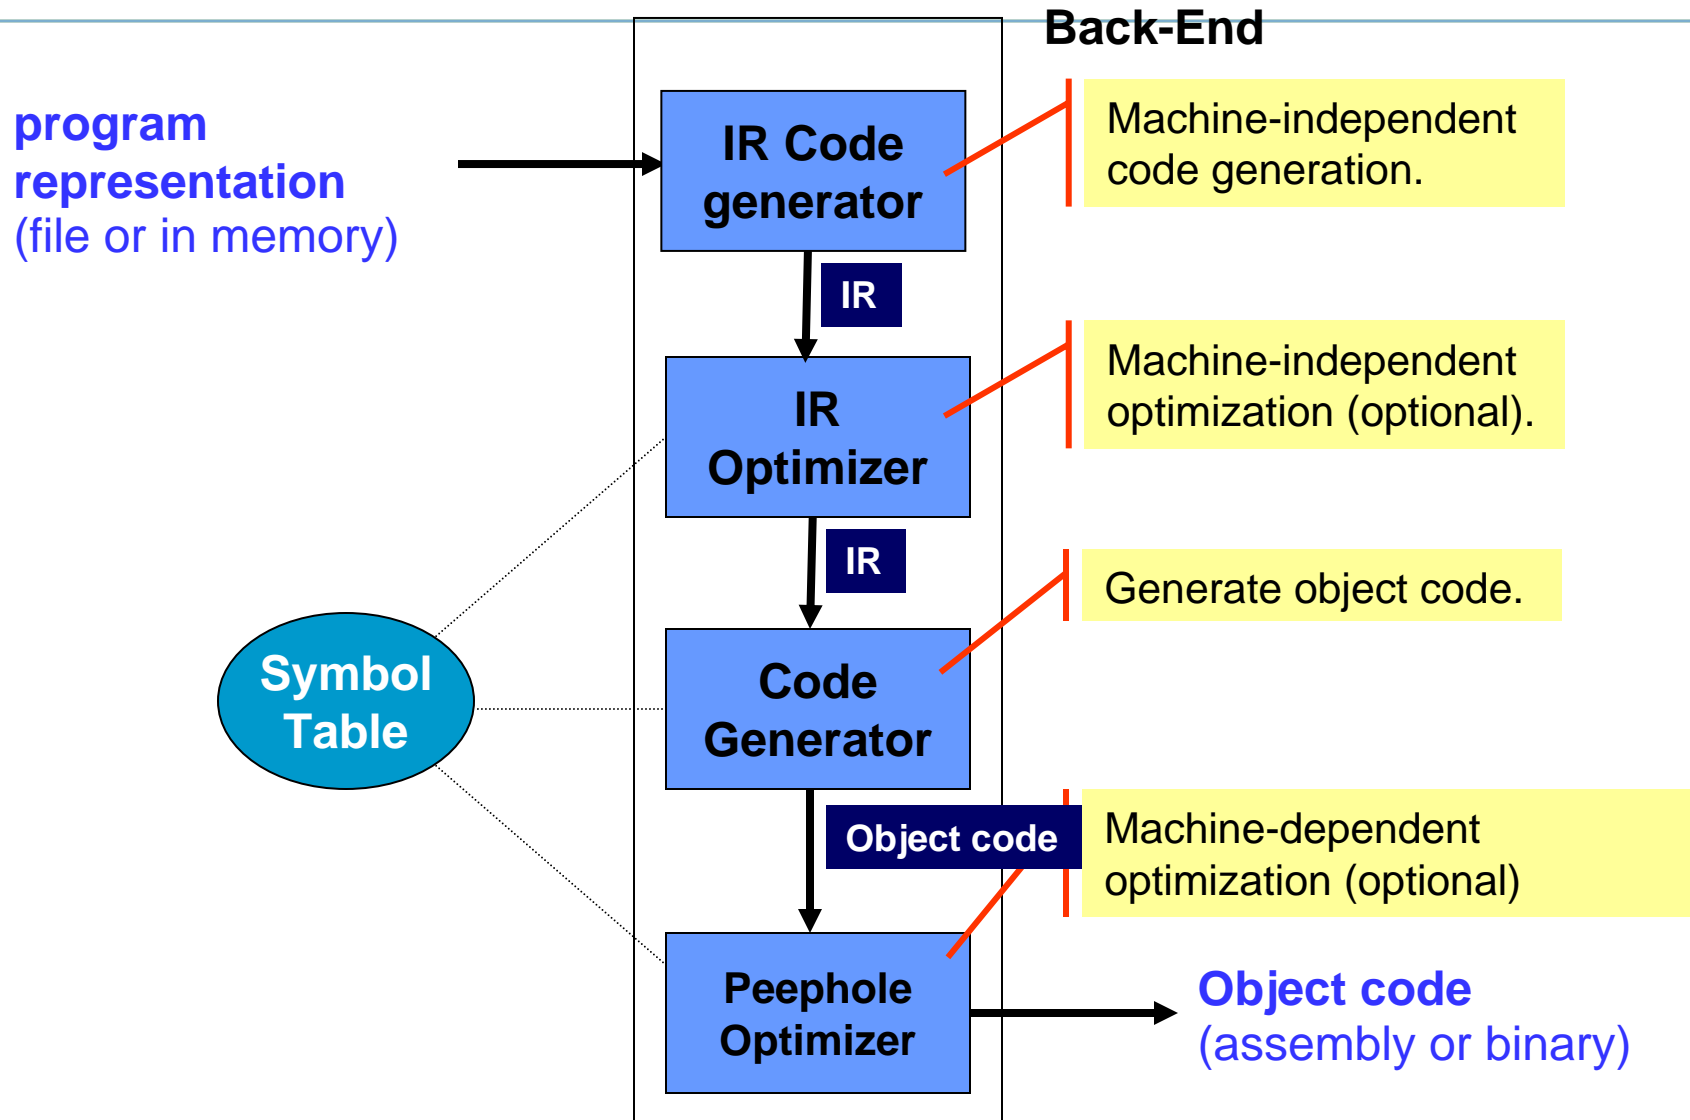 Back-End
program
representation
(file or in memory)
IR Code
generator
Machine-independent
code generation.
IR
IR
Optimizer
Machine-independent
optimization (optional).
IR
Generate object code.
Symbol
Table
Code
Generator
Object code
Machine-dependent
optimization (optional)
Peephole
Optimizer
Object code
(assembly or binary)